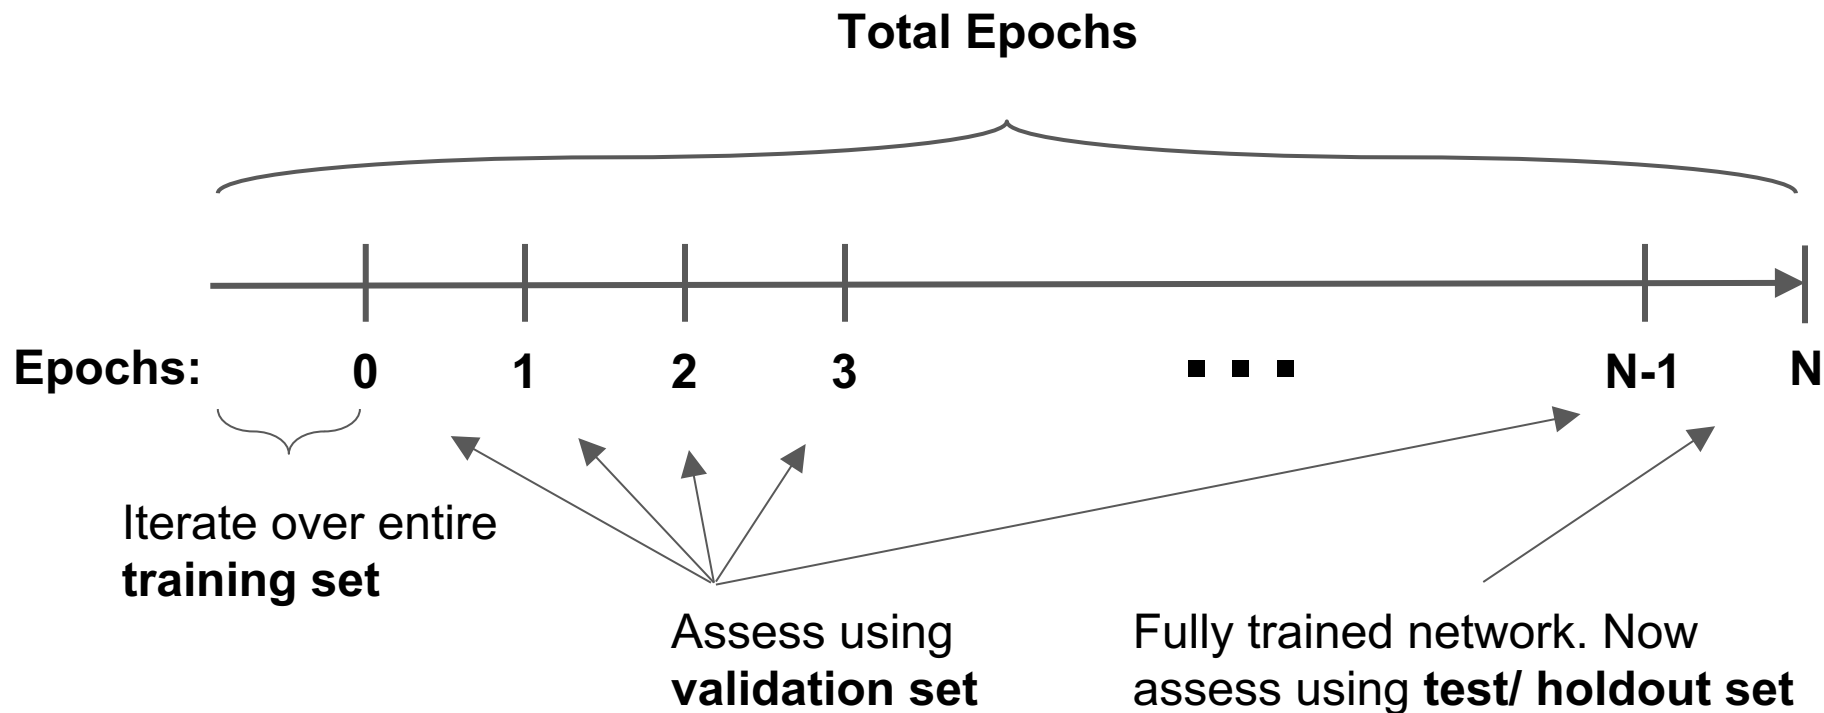 Total Epochs
Epochs: 0 1 2 3 ... N-1 N
Iterate over entire
training set
Assess using
validation set
Fully trained network. Now
assess using test/ holdout set